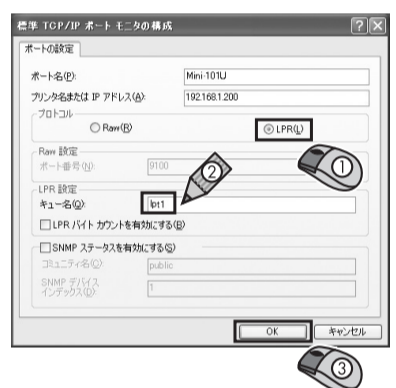 標準 TCP/IP ポート モニタの構成
ポートの設定
ポート名(P): Mini-101U
プリンタ名または IP アドレス(A): 192.168.1.200
プロトコル
Raw(R) LPR(L)
①
Raw 設定
ポート番号(N): 9100
②
LPR 設定
キュー名(Q): lpt1
LPR バイト カウントを有効にする(B)
SNMP ステータスを有効にする(S)
コミュニティ名(C): public
SNMP デバイス インデックス(D): 1
OK キャンセル
③